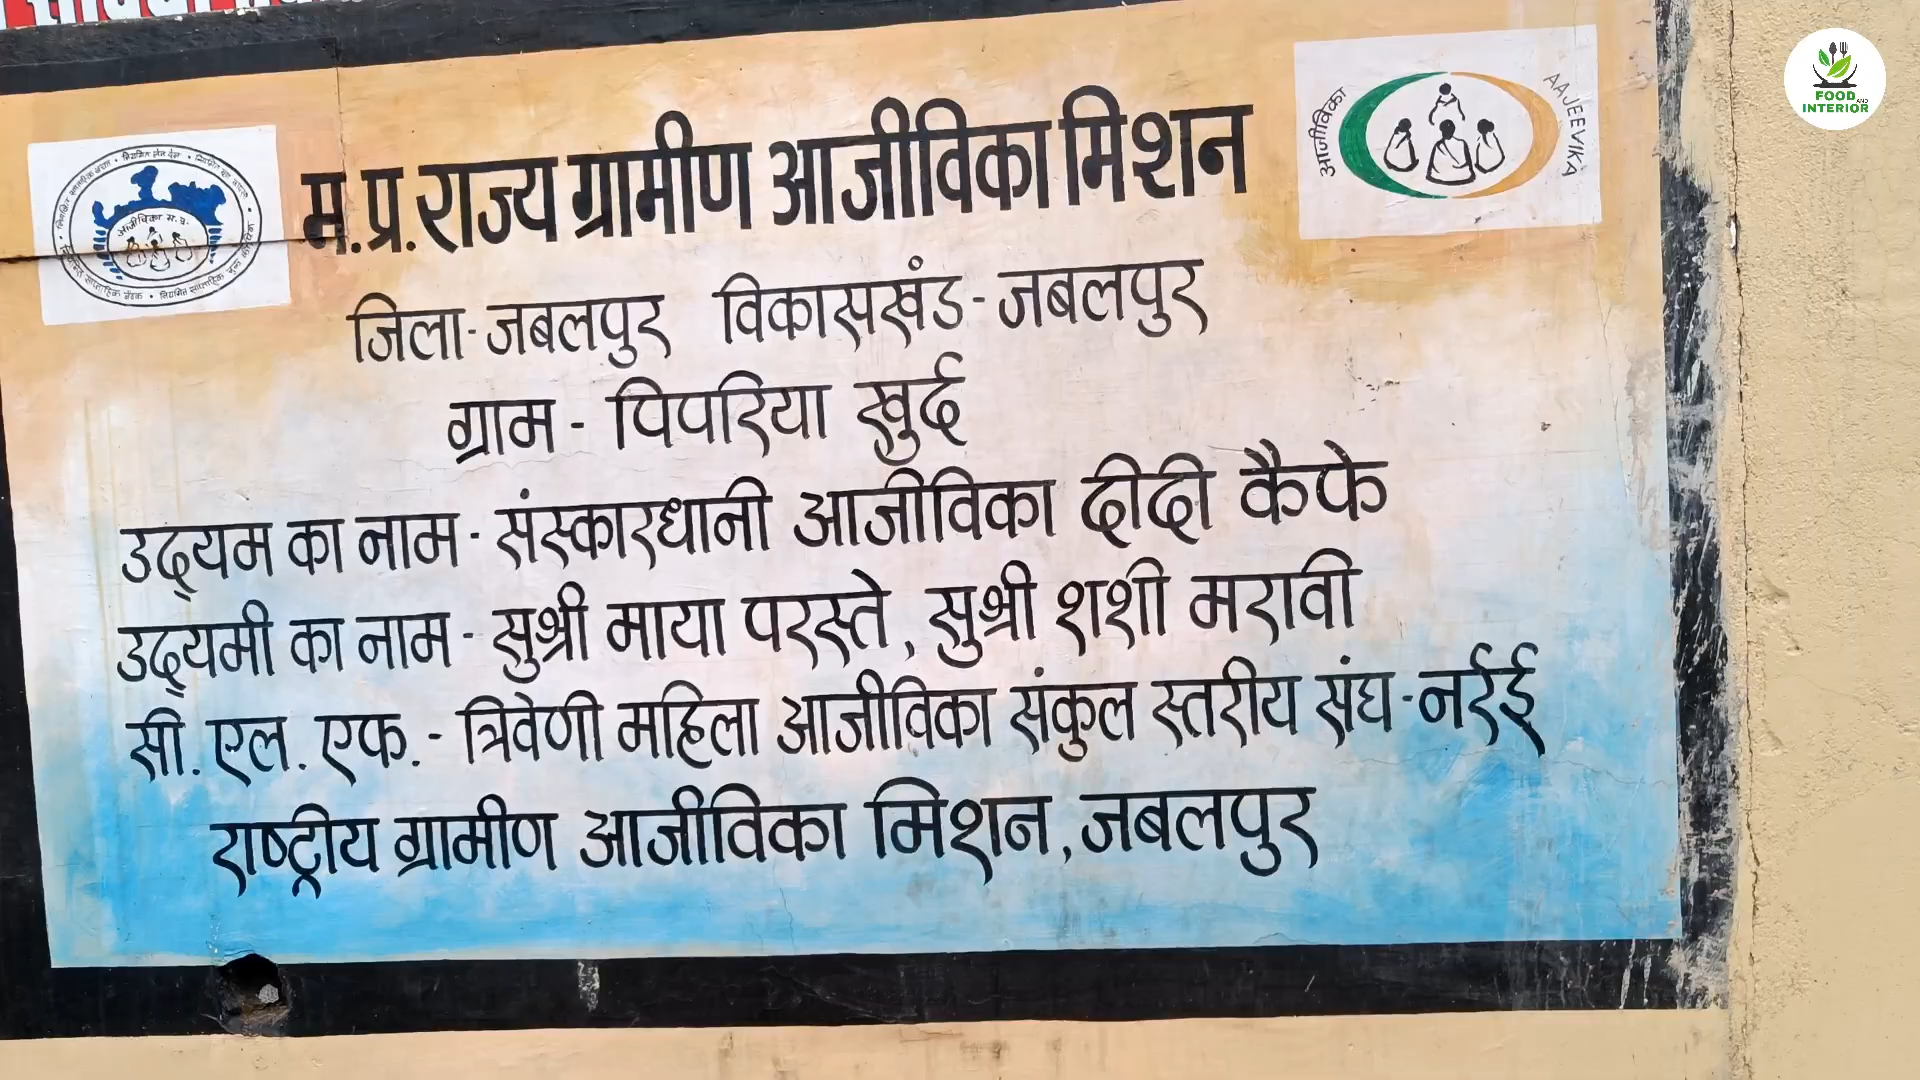 म.प्र. राज्य ग्रामीण आजीविका मिशन
आजीविका
AAJEEVIKA
आजीविका म. प्र.
FOOD
AND
INTERIOR
जिला-जबलपुर विकासखंड-जबलपुर
ग्राम - पिपरिया खुर्द
उद्यम का नाम - संस्कारधानी आजीविका दीदी कैफे
उद्यमी का नाम - सुश्री माया परस्ते, सुश्री शशी मरावी
सी. एल. एफ. - त्रिवेणी महिला आजीविका संकुल स्तरीय संघ-नर्रई
राष्ट्रीय ग्रामीण आजीविका मिशन, जबलपुर